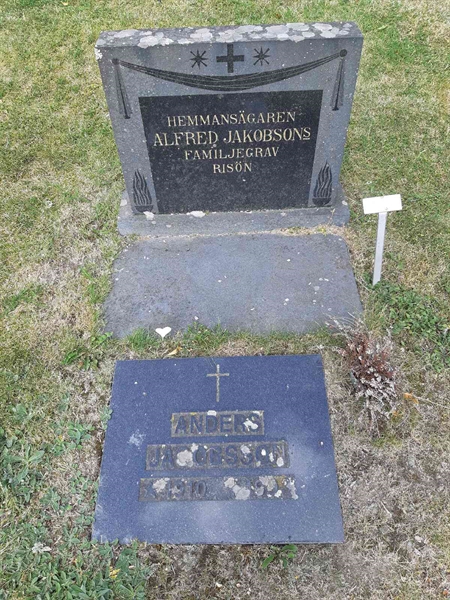 HEMMANSÄGAREN
ALFRED JAKOBSONS
FAMILJEGRAV
RISÖN
ANDERS